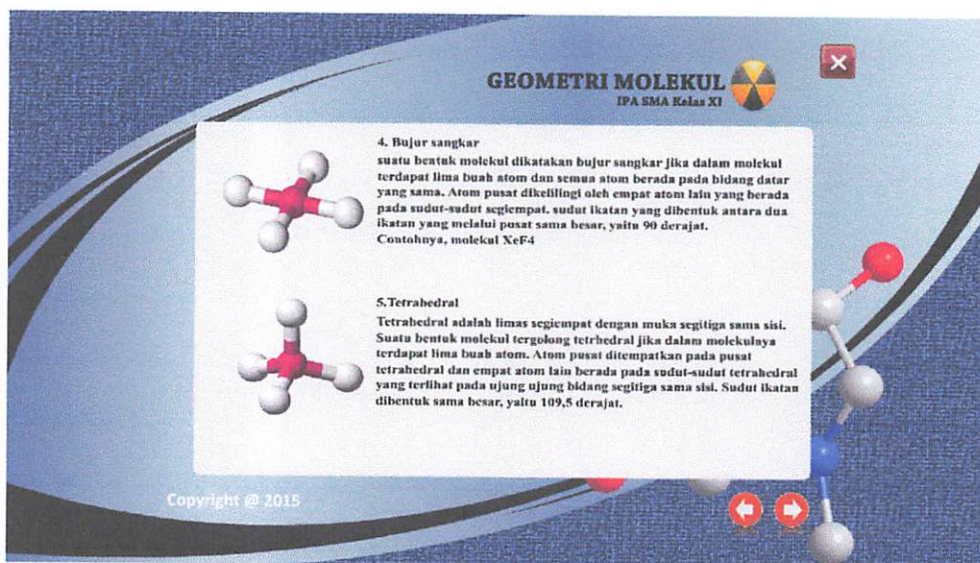 GEOMETRI MOLEKUL
IPA SMA Kelas XI
4. Bujur sangkar
suatu bentuk molekul dikatakan bujur sangkar jika dalam molekul
terdapat lima buah atom dan semua atom berada pada bidang datar
yang sama. Atom pusat dikelilingi oleh empat atom lain yang berada
pada sudut-sudut segiempat. sudut ikatan yang dibentuk antara dua
ikatan yang melalui pusat sama besar, yaitu 90 derajat.
Contohnya, molekul XeF4
5.Tetrahedral
Tetrahedral adalah limas segiempat dengan muka segitiga sama sisi.
Suatu bentuk molekul tergolong tetrhedral jika dalam molekulnya
terdapat lima buah atom. Atom pusat ditempatkan pada pusat
tetrahedral dan empat atom lain berada pada sudut-sudut tetrahedral
yang terlihat pada ujung ujung bidang segitiga sama sisi. Sudut ikatan
dibentuk sama besar, yaitu 109,5 derajat.
Copyright @ 2015